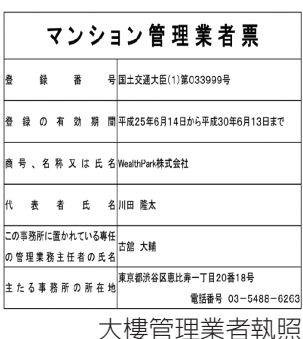 マンション管理業者票
登録番号 国土交通大臣(1)第033999号
登録の有効期間 平成25年6月14日から平成30年6月13日まで
商号、名称又は氏名 WealthPark株式会社
代表者氏名 川田 隆太
この事務所に置かれている専任
の管理業務主任者の氏名 古舘 大輔
主たる事務所の所在地 東京都渋谷区恵比寿一丁目20番18号
電話番号 03-5488-6263
大樓管理業者執照